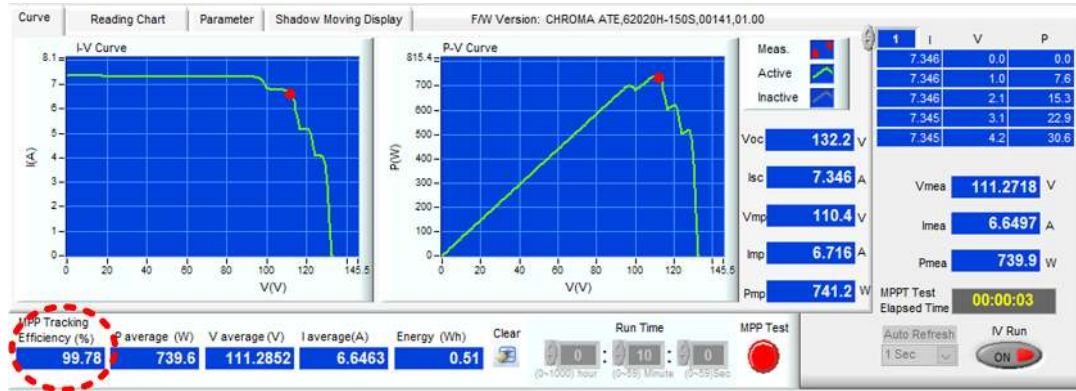 Curve Reading Chart Parameter Shadow Moving Display F/W Version: CHROMA ATE,62020H-150S,00141,01.00
I-V Curve
8.1
7
6
5
4
3
2
1
0
I(A)
0 20 40 60 80 100 120 145.5
V(V)
P-V Curve
815.4
700
600
500
400
300
200
100
0
P(W)
0 20 40 60 80 100 120 145.5
V(V)
Meas.
Active
Inactive
Voc 132.2 V
Isc 7.346 A
Vmp 110.4 V
Imp 6.716 A
Pmp 741.2 W
1 I V P
7.346 0.0 0.0
7.346 1.0 7.6
7.346 2.1 15.3
7.345 3.1 22.9
7.345 4.2 30.6
Vmea 111.2718 V
Imea 6.6497 A
Pmea 739.9 W
MPPT Test
Elapsed Time 00:00:03
Auto Refresh
1 Sec
IV Run
ON
MPP Tracking
Efficiency (%) P average (W) V average (V) I average(A) Energy (Wh) Clear
99.78 739.6 111.2852 6.6463 0.51
Run Time
0 : 10 : 0
(0~1000) hour (0~59) Minute (0~59)Sec
MPP Test